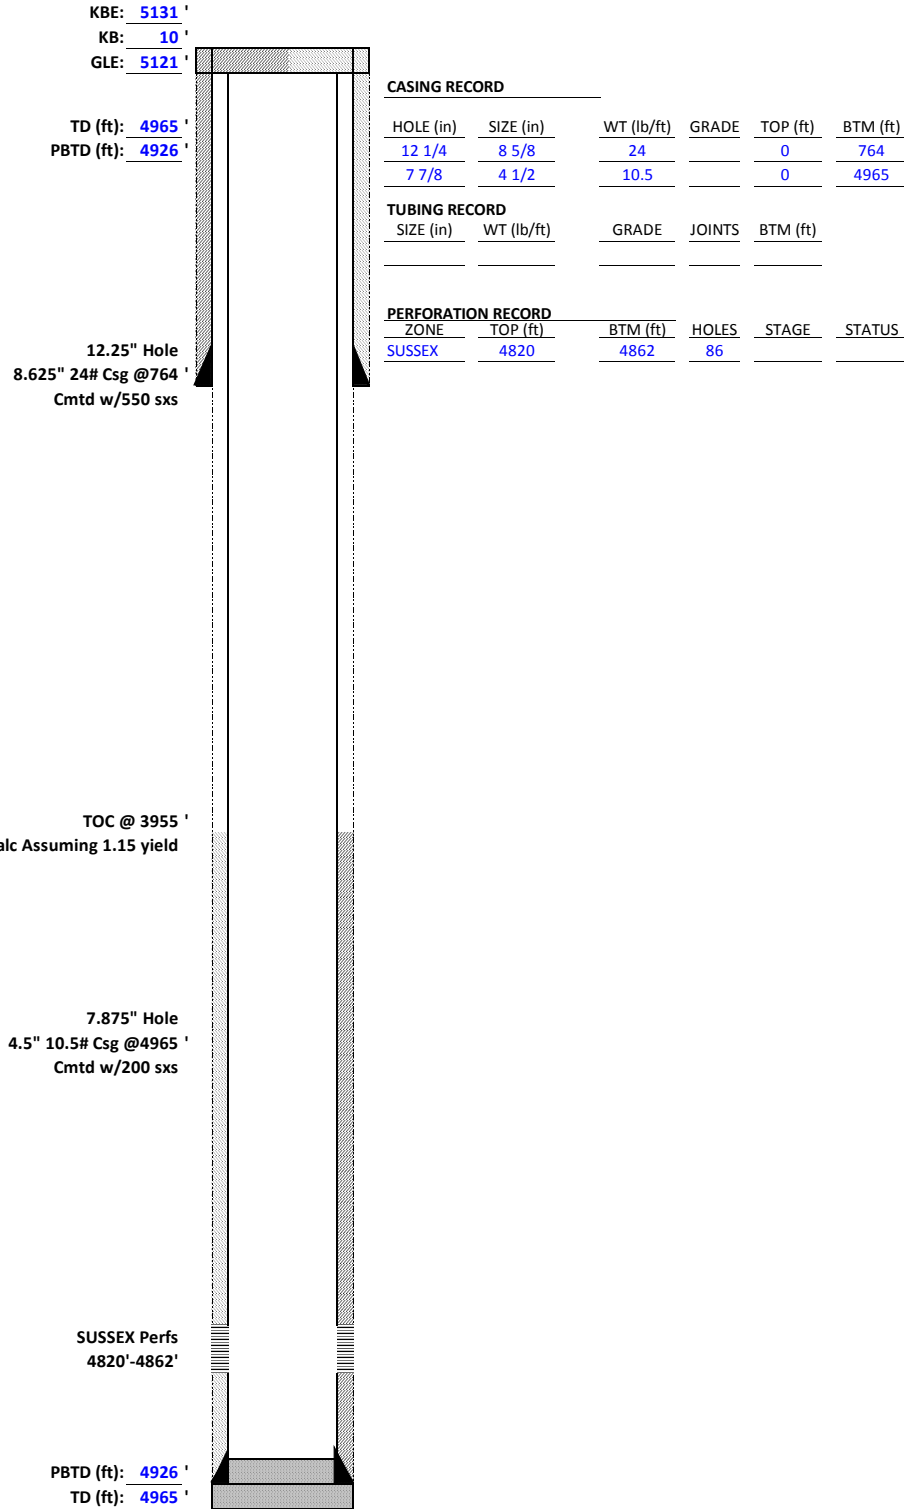 KBE: 5131 '
KB: 10 '
GLE: 5121 '
CASING RECORD
TD (ft): 4965 '
PBTD (ft): 4926 '
HOLE (in) SIZE (in) WT (lb/ft) GRADE TOP (ft) BTM (ft)
12 1/4 8 5/8 24 0 764
7 7/8 4 1/2 10.5 0 4965
TUBING RECORD
SIZE (in) WT (lb/ft) GRADE JOINTS BTM (ft)
PERFORATION RECORD
ZONE TOP (ft) BTM (ft) HOLES STAGE STATUS
SUSSEX 4820 4862 86
12.25" Hole
8.625" 24# Csg @764 '
Cmtd w/550 sxs
TOC @ 3955 '
alc Assuming 1.15 yield
7.875" Hole
4.5" 10.5# Csg @4965 '
Cmtd w/200 sxs
SUSSEX Perfs
4820'-4862'
PBTD (ft): 4926 '
TD (ft): 4965 '